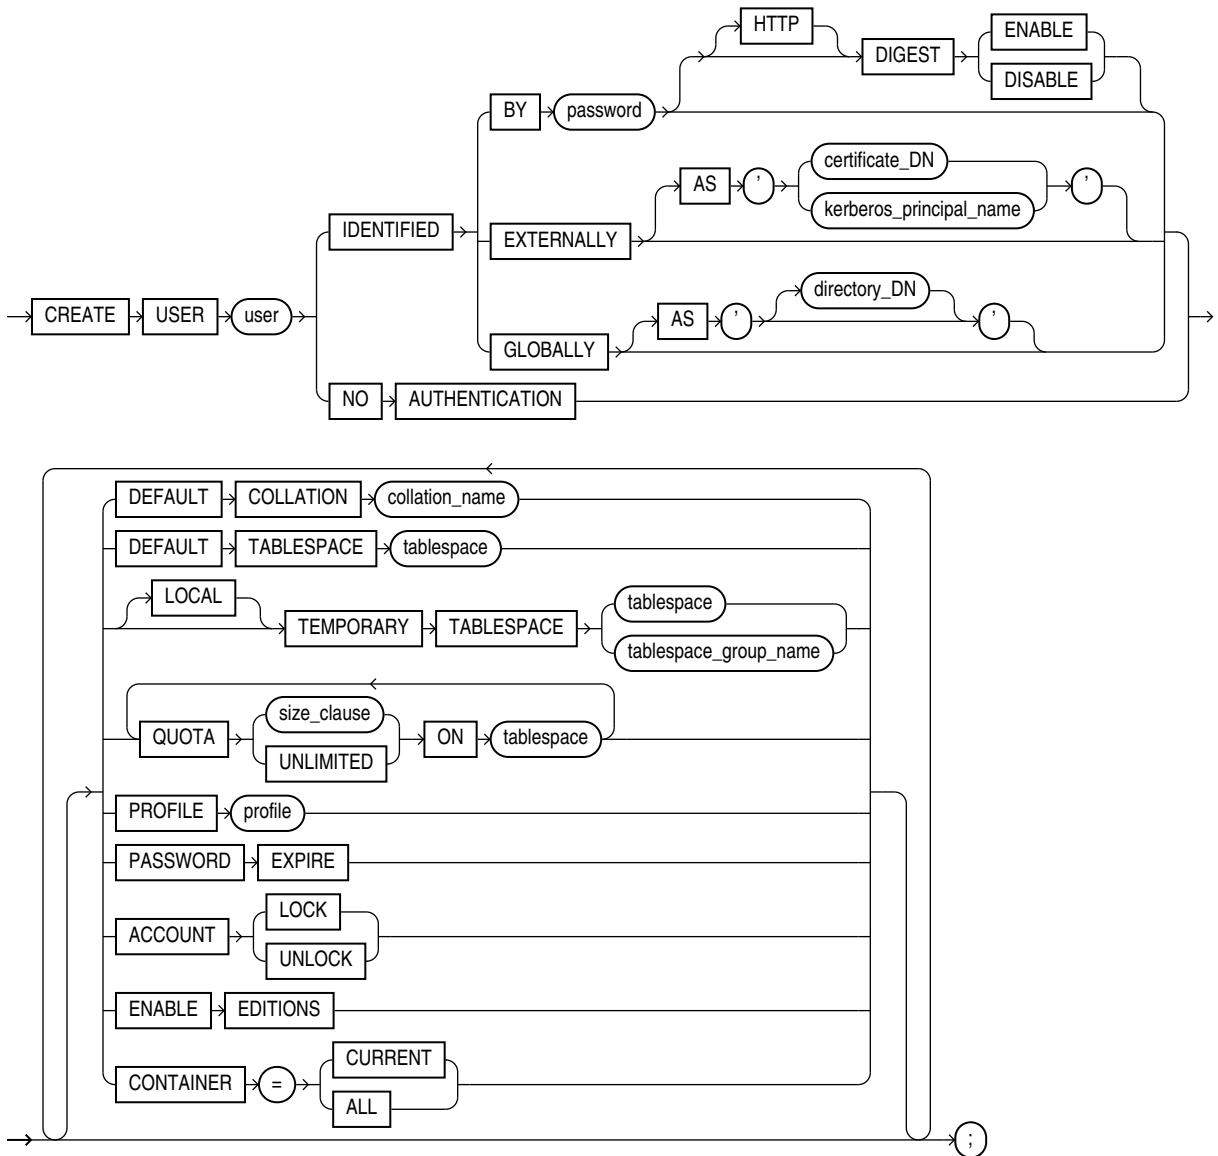 HTTP
DIGEST
ENABLE
DISABLE
BY password
AS ' certificate_DN '
kerberos_principal_name
IDENTIFIED
EXTERNALLY
CREATE USER user
AS ' directory_DN '
GLOBALLY
NO AUTHENTICATION
DEFAULT COLLATION collation_name
DEFAULT TABLESPACE tablespace
LOCAL
TEMPORARY TABLESPACE tablespace
tablespace_group_name
QUOTA size_clause ON tablespace
UNLIMITED
PROFILE profile
PASSWORD EXPIRE
ACCOUNT LOCK
UNLOCK
ENABLE EDITIONS
CONTAINER = CURRENT
ALL
;